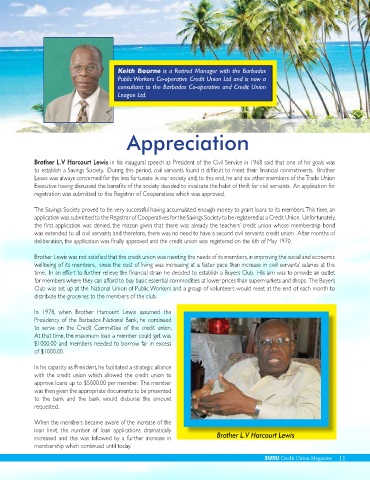 Keith Bourne is a Retired Manager with the Barbados
Public Workers Co-operative Credit Union Ltd and is now a
consultant to the Barbados Co-operative and Credit Union
League Ltd.
Appreciation
Brother L.V Harcourt Lewis in his inaugural speech as President of the Civil Service in 1968 said that one of his goals was
to establish a Savings Society. During this period, civil servants found it difficult to meet their financial commitments. Brother
Lewis was always concerned for the less fortunate in our society and, to this end, he and six other members of the Trade Union
Executive having discussed the benefits of the society decided to inculcate the habit of thrift for civil servants. An application for
registration was submitted to the Registrar of Cooperatives which was approved.
The Savings Society proved to be very successful having accumulated enough money to grant loans to its members. This time, an
application was submitted to the Registrar of Cooperatives for the Savings Society to be registered as a Credit Union. Unfortunately,
the first application was denied, the reason given that there was already the teachers' credit union whose membership bond
was extended to all civil servants and therefore, there was no need to have a second civil servants credit union. After months of
deliberation, the application was finally approved and the credit union was registered on the 6th of May 1970.
Brother Lewis was not satisfied that the credit union was meeting the needs of its members, in improving the social and economic
wellbeing of its members, since the cost of living was increasing at a faster pace than increase in civil servants' salaries at this
time. In an effort to further relieve the financial strain he decided to establish a Buyers Club. His aim was to provide an outlet
for members where they can afford to buy basic essential commodities at lower prices than supermarkets and shops. The Buyers
Club was set up at the National Union of Public Workers and a group of volunteers would meet at the end of each month to
distribute the groceries to the members of the club.
In 1978, when Brother Harcourt Lewis assumed the
Presidency of the Barbados National Bank, he continued
to serve on the Credit Committee of the credit union.
At that time, the maximum loan a member could get was
$1000.00 and members needed to borrow far in excess
of $1000.00.
In his capacity as President, he facilitated a strategic alliance
with the credit union which allowed the credit union to
approve loans up to $5000.00 per member. The member
was then given the appropriate documents to be presented
to the bank and the bank would disburse the amount
requested.
When the members became aware of the increase of the
loan limit, the number of loan applications dramatically
increased and this was followed by a further increase in
membership which continued until today.
Brother L.V Harcourt Lewis
SUSU Credit Union Magazine 11